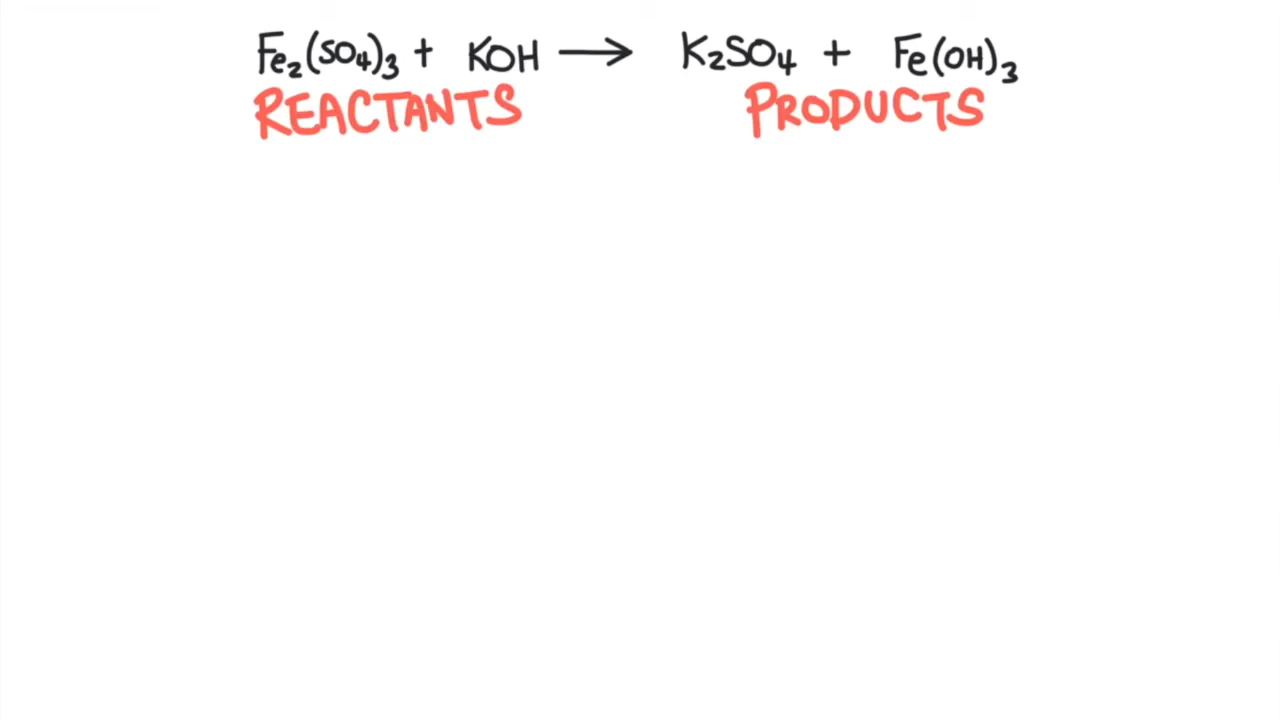 Fe₂(SO₄)₃ + KOH ⟶ K₂SO₄ + Fe(OH)₃
REACTANTS PRODUCTS